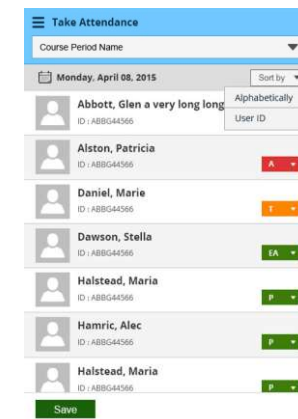 Take Attendance
Course Period Name
Monday, April 08, 2015
Sort by
Alphabetically
User ID
Abbott, Glen a very long long
ID : ABBG44566
Alston, Patricia
ID : ABBG44566
A
Daniel, Marie
ID : ABBG44566
T
Dawson, Stella
ID : ABBG44566
EA
Halstead, Maria
ID : ABBG44566
P
Hamric, Alec
ID : ABBG44566
P
Halstead, Maria
ID : ABBG44566
P
Save